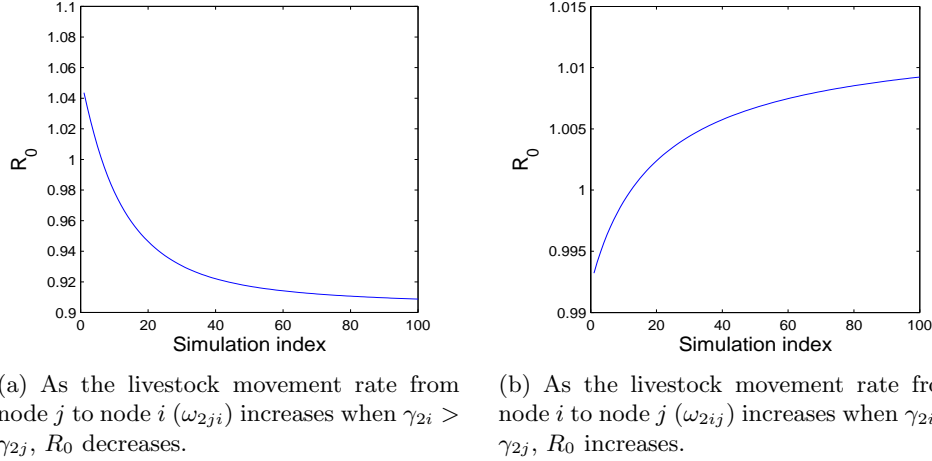 1.1
1.08
1.06
1.04
1.02
1
0.98
0.96
0.94
0.92
0.9
R₀
0 20 40 60 80 100
Simulation index
1.015
1.01
1.005
1
0.995
0.99
R₀
0 20 40 60 80 100
Simulation index
(a) As the livestock movement rate from
node j to node i (ω₂ⱼᵢ) increases when γ₂ᵢ >
γ₂ⱼ, R₀ decreases.
(b) As the livestock movement rate
node i to node j (ω₂ᵢⱼ) increases when γ₂ᵢ
γ₂ⱼ, R₀ increases.